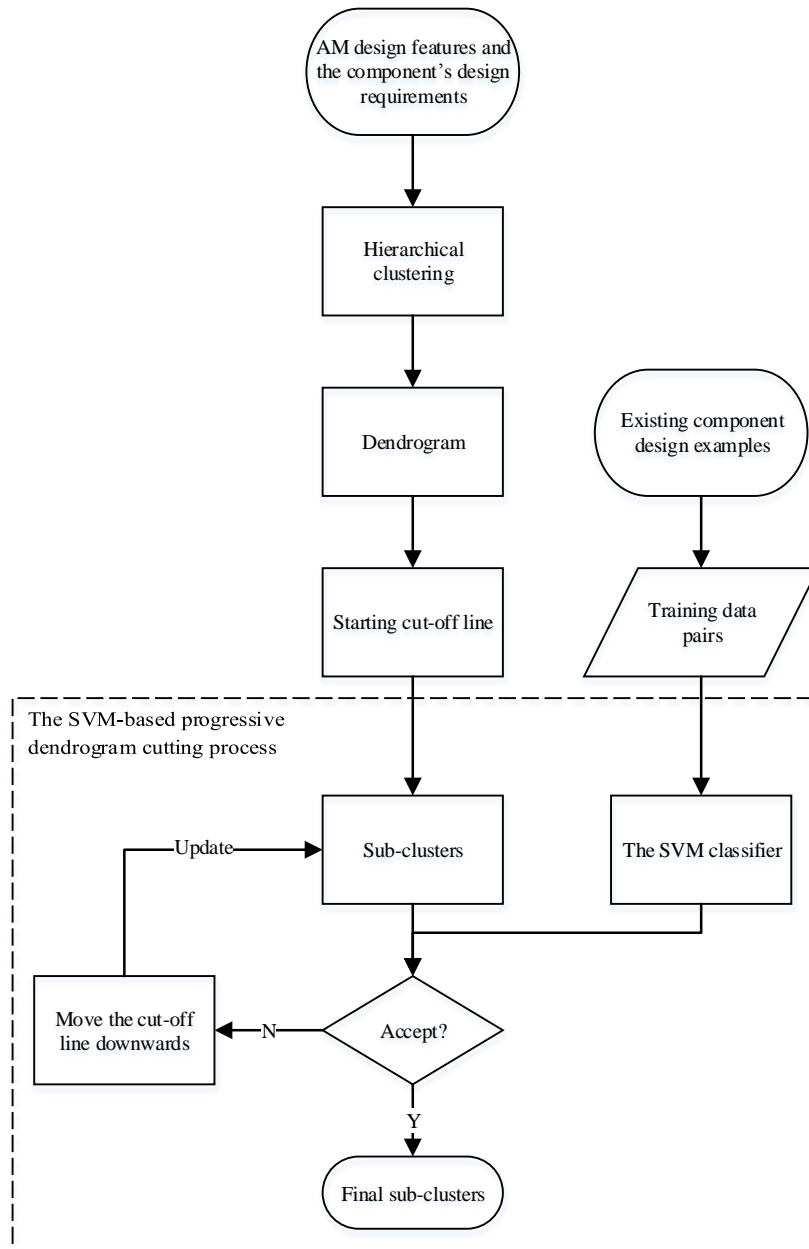 AM design features and
the component’s design
requirements
Hierarchical
clustering
Dendrogram
Existing component
design examples
Starting cut-off line
Training data
pairs
The SVM-based progressive
dendrogram cutting process
Update
Sub-clusters
The SVM classifier
Move the cut-off
line downwards
N
Accept?
Y
Final sub-clusters